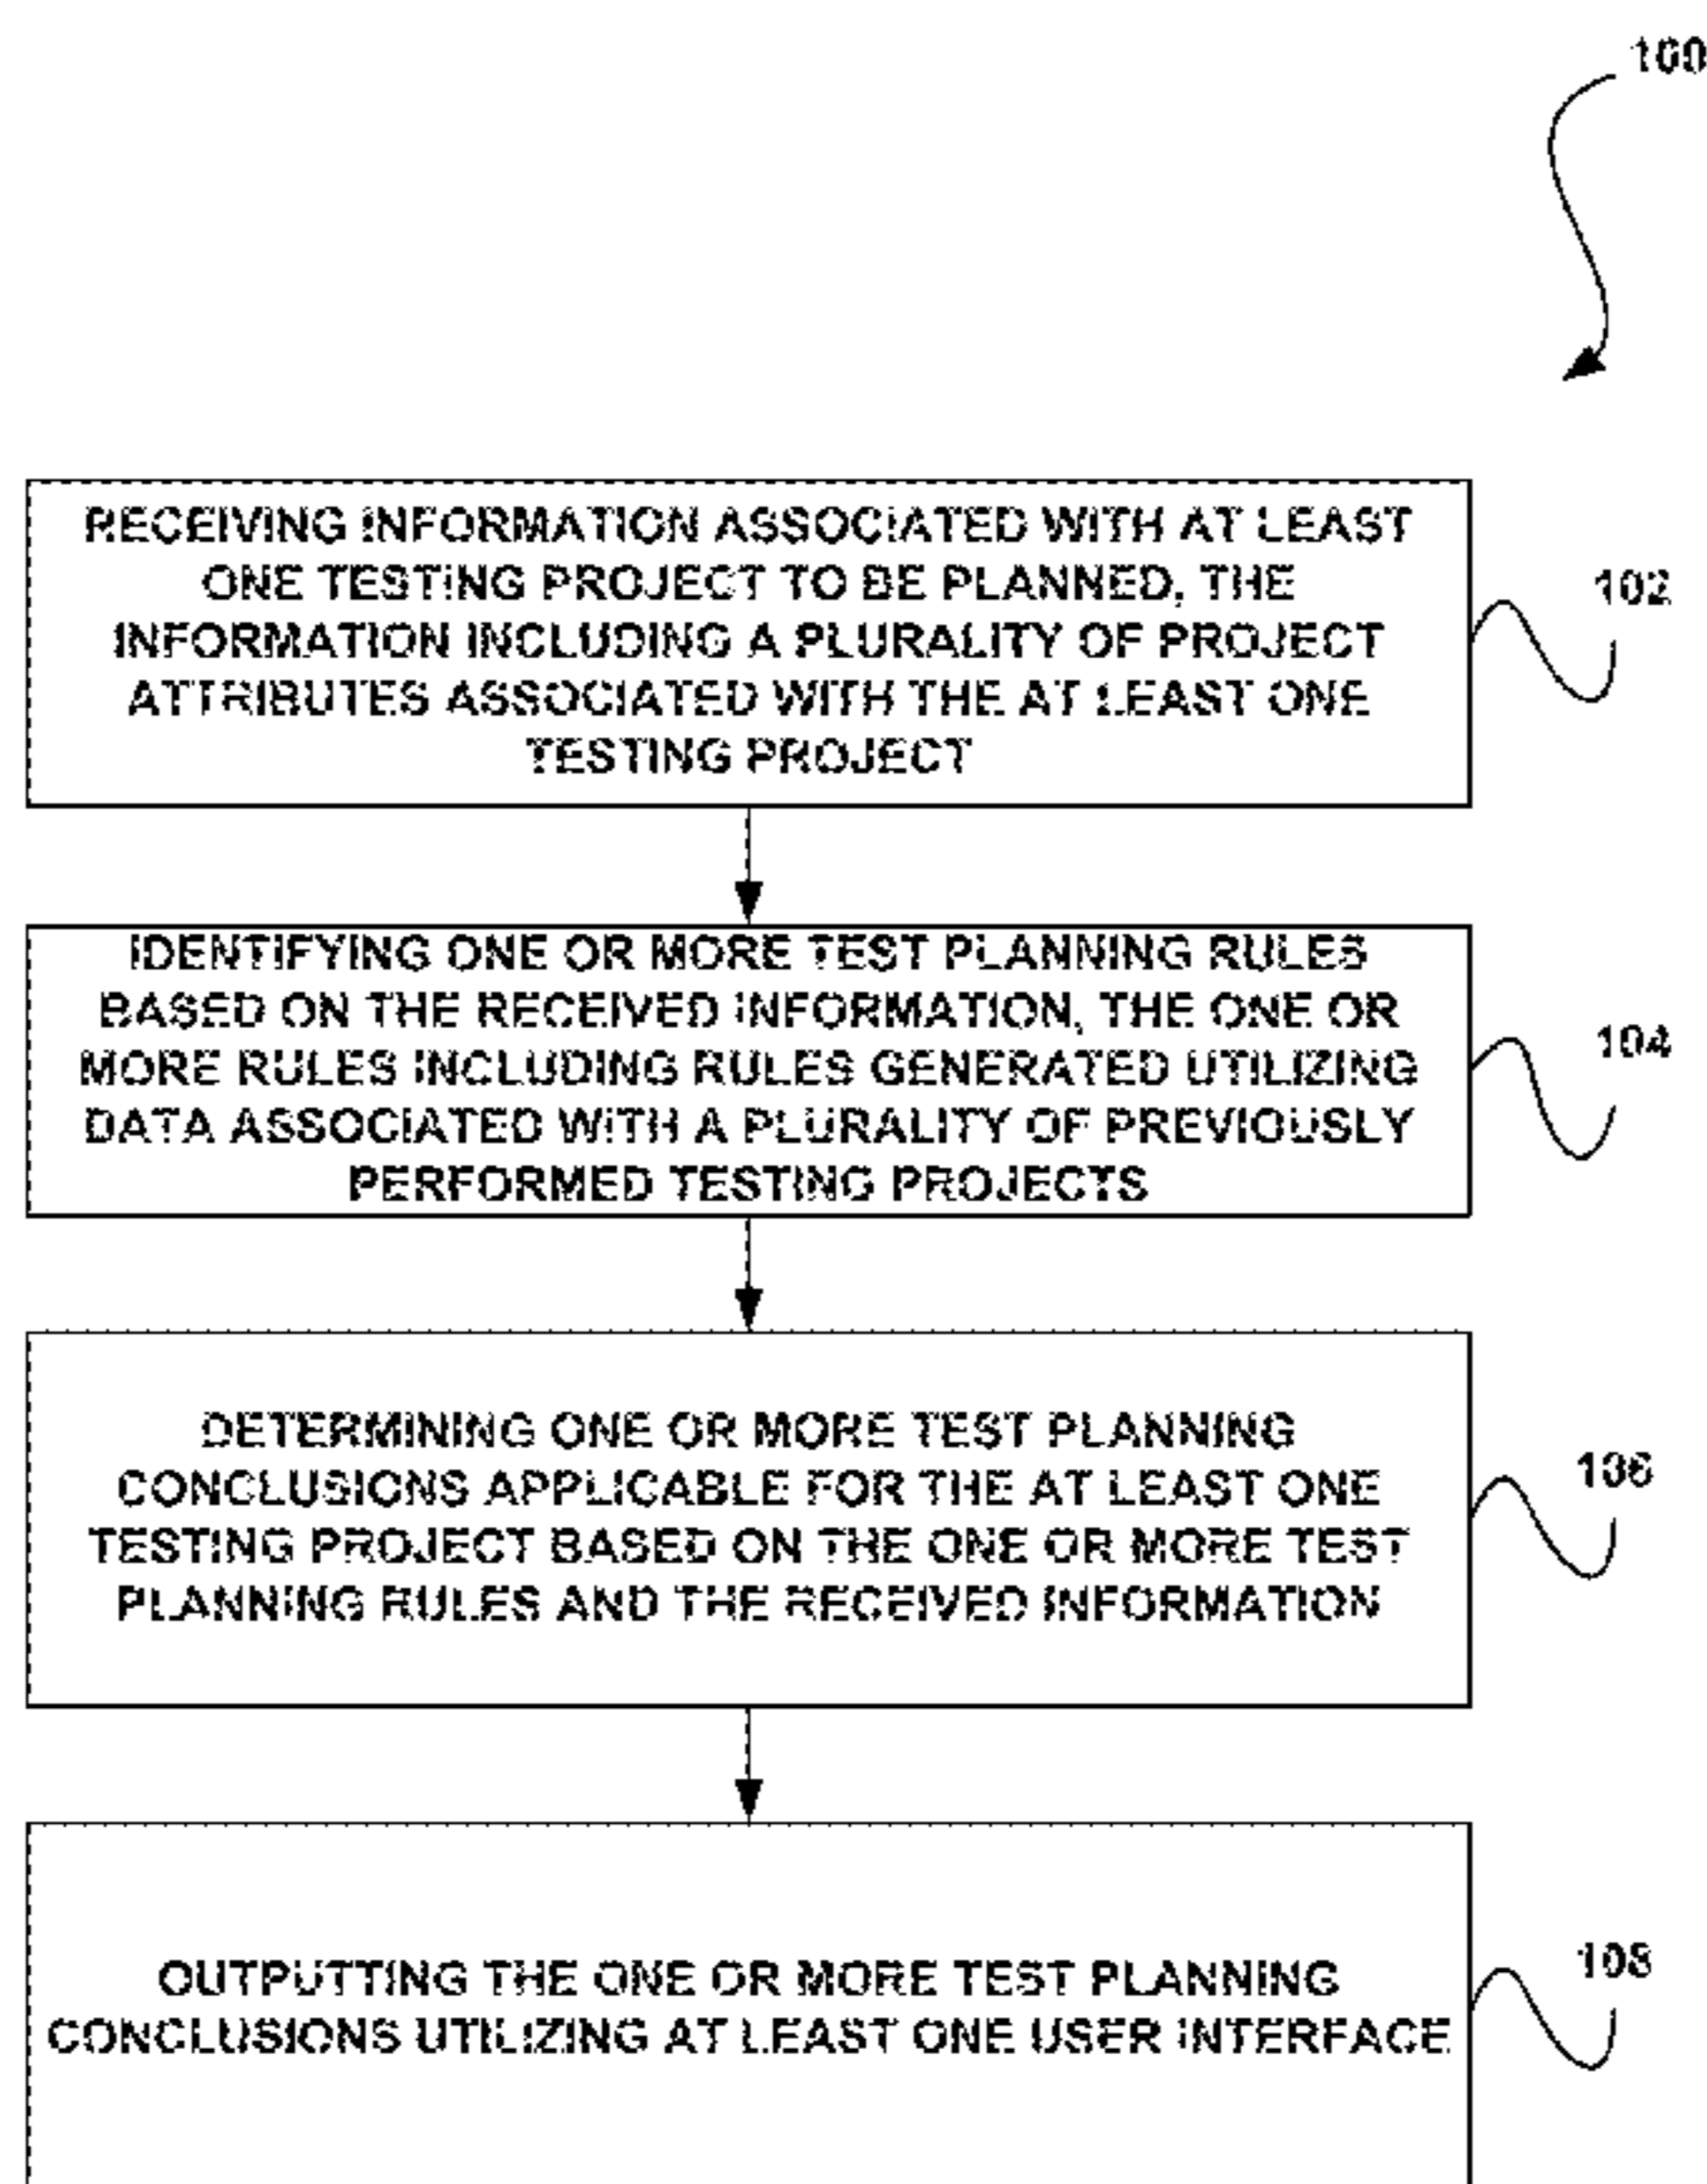 100
RECEIVING INFORMATION ASSOCIATED WITH AT LEAST
ONE TESTING PROJECT TO BE PLANNED, THE
INFORMATION INCLUDING A PLURALITY OF PROJECT
ATTRIBUTES ASSOCIATED WITH THE AT LEAST ONE
TESTING PROJECT
102
IDENTIFYING ONE OR MORE TEST PLANNING RULES
BASED ON THE RECEIVED INFORMATION, THE ONE OR
MORE RULES INCLUDING RULES GENERATED UTILIZING
DATA ASSOCIATED WITH A PLURALITY OF PREVIOUSLY
PERFORMED TESTING PROJECTS
104
DETERMINING ONE OR MORE TEST PLANNING
CONCLUSIONS APPLICABLE FOR THE AT LEAST ONE
TESTING PROJECT BASED ON THE ONE OR MORE TEST
PLANNING RULES AND THE RECEIVED INFORMATION
106
OUTPUTTING THE ONE OR MORE TEST PLANNING
CONCLUSIONS UTILIZING AT LEAST ONE USER INTERFACE
108